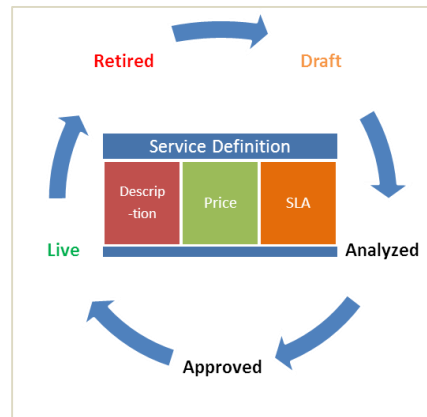 Retired
Draft
Service Definition
Descrip
-tion
Price
SLA
Live
Analyzed
Approved